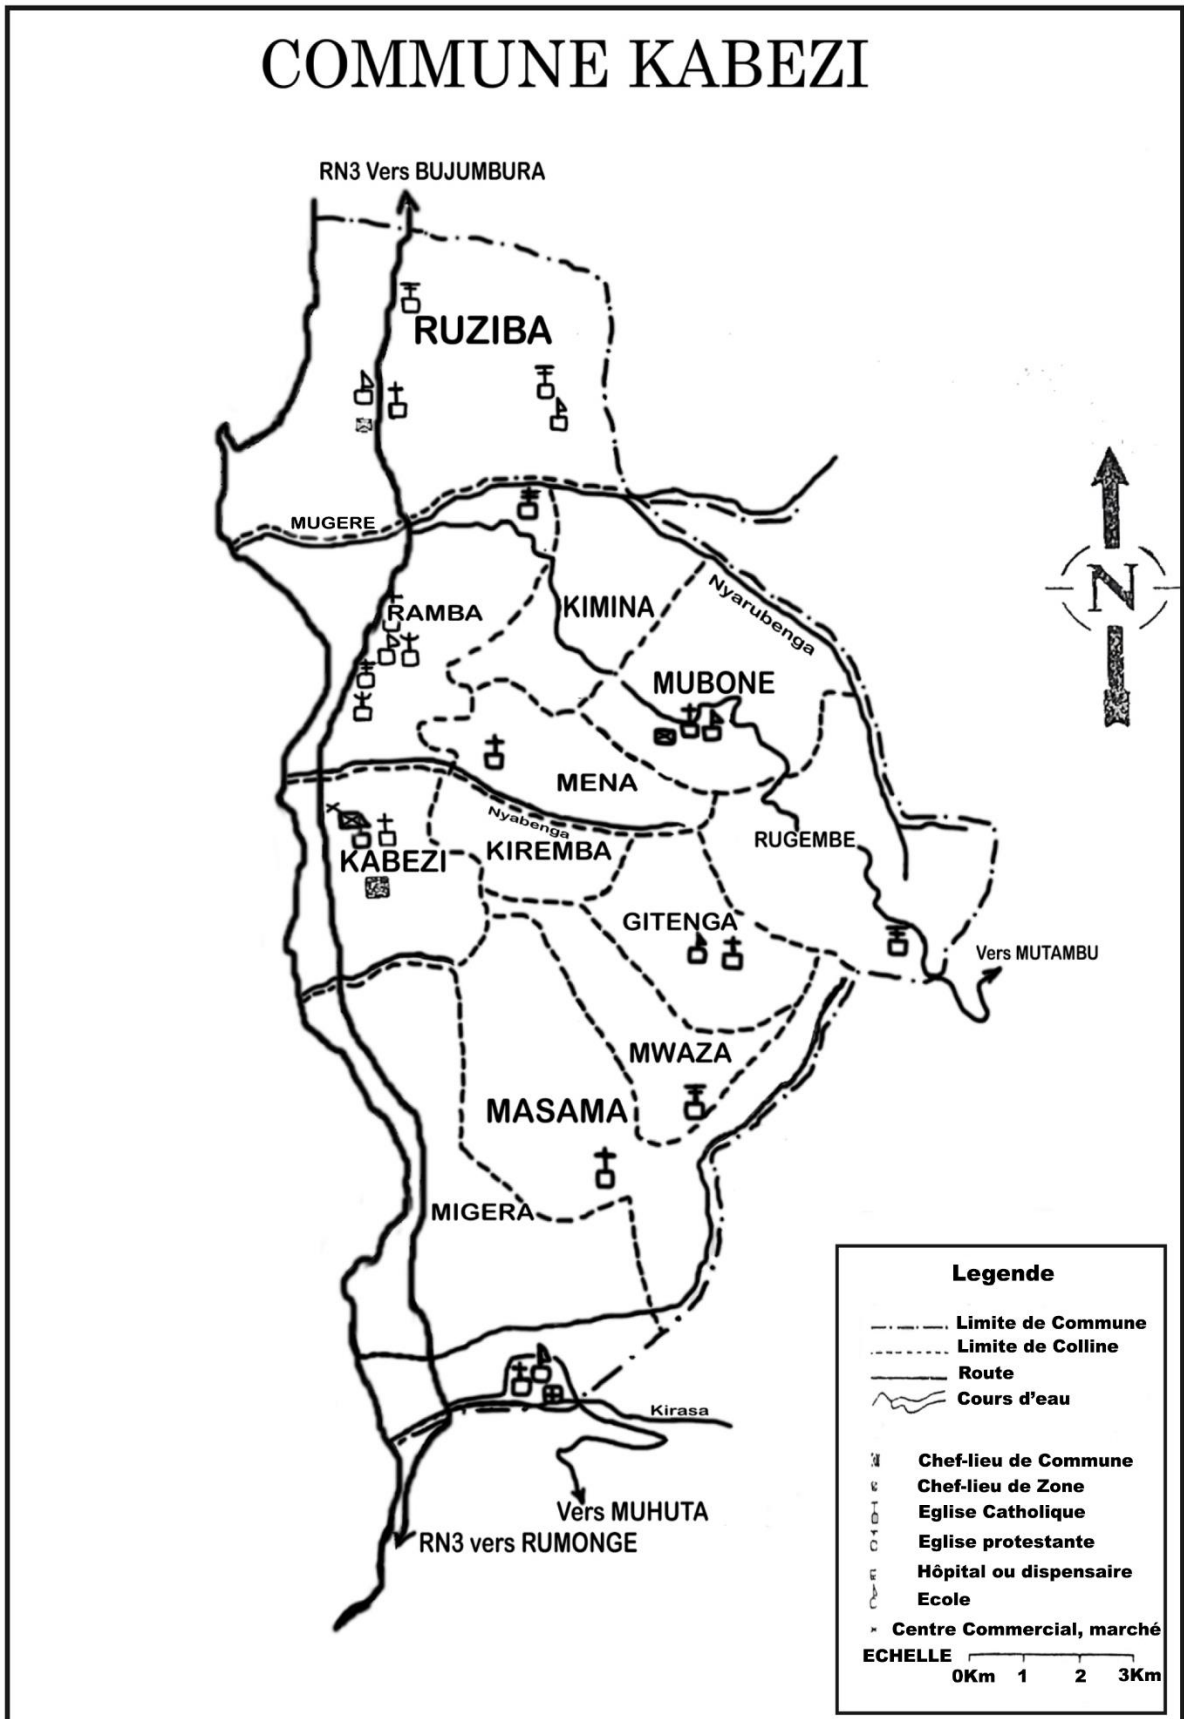 COMMUNE KABEZI
RN3 Vers BUJUMBURA
RUZIBA
MUGERE
RAMBA
KIMINA
Nyarubenga
MUBONE
MENA
Nyabenga
KIREMBA
RUGEMBE
KABEZI
GITENGA
Vers MUTAMBU
MWAZA
MASAMA
MIGERA
Kirasa
Vers MUHUTA
RN3 vers RUMONGE
N
Legende
Limite de Commune
Limite de Colline
Route
Cours d'eau
Chef-lieu de Commune
Chef-lieu de Zone
Eglise Catholique
Eglise protestante
Hôpital ou dispensaire
Ecole
Centre Commercial, marché
ECHELLE
0Km 1 2 3Km